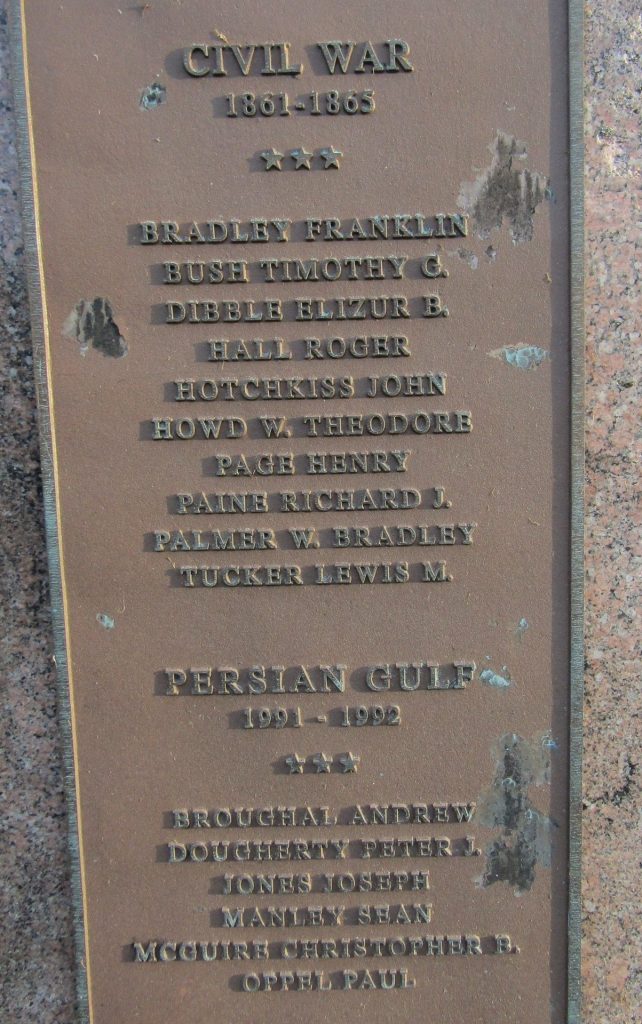 CIVIL WAR
1861-1865
BRADLEY FRANKLIN
BUSH TIMOTHY G.
DIBBLE ELIZUR B.
HALL ROGER
HOTCHKISS JOHN
HOWD W. THEODORE
PAGE HENRY
PAINE RICHARD J.
PALMER W. BRADLEY
TUCKER LEWIS M.
PERSIAN GULF
1991 - 1992
BROUGHAL ANDREW
DOUGHERTY PETER J.
JONES JOSEPH
MANLEY SEAN
MCGUIRE CHRISTOPHER B.
OPPEL PAUL